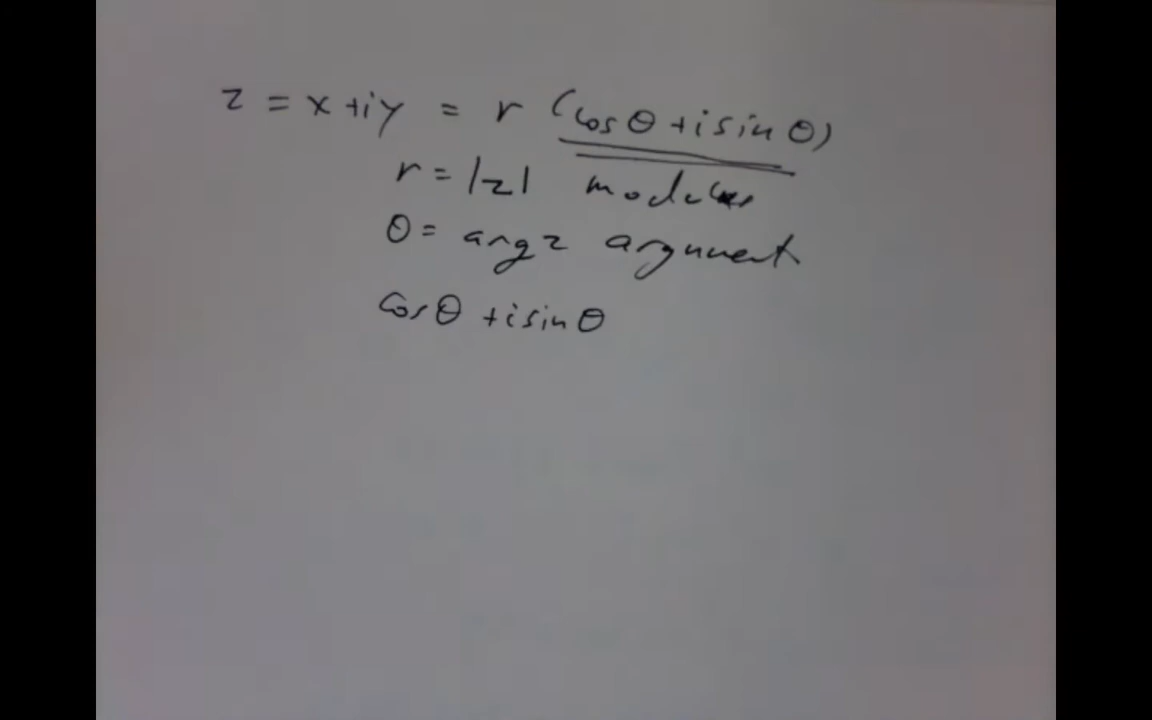 z = x + iy = r (cos θ + i sin θ)
r = |z| modulus
θ = arg z argument
cos θ + i sin θ